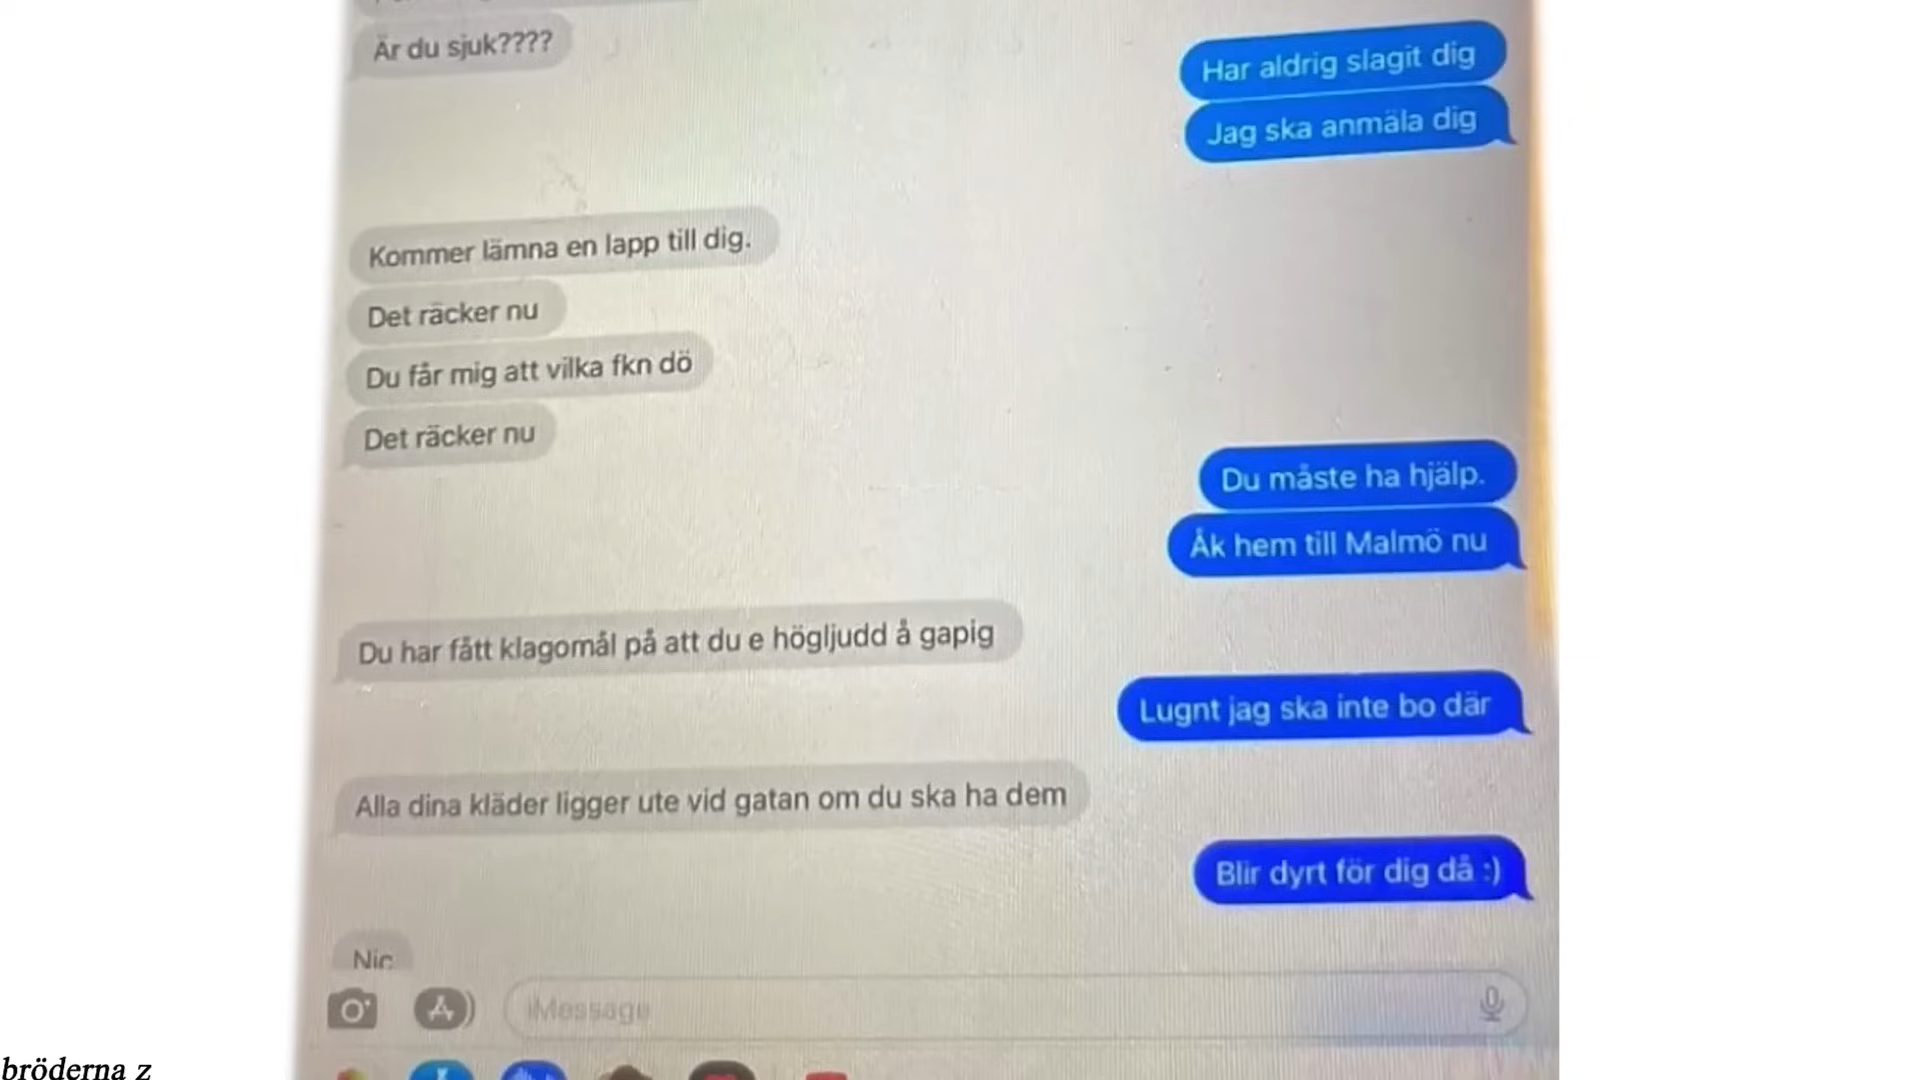 Är du sjuk????
Har aldrig slagit dig
Jag ska anmäla dig
Kommer lämna en lapp till dig.
Det räcker nu
Du får mig att vilka fkn dö
Det räcker nu
Du måste ha hjälp.
Åk hem till Malmö nu
Du har fått klagomål på att du e högljudd å gapig
Lugnt jag ska inte bo där
Alla dina kläder ligger ute vid gatan om du ska ha dem
Blir dyrt för dig då :)
iMessage
bröderna z